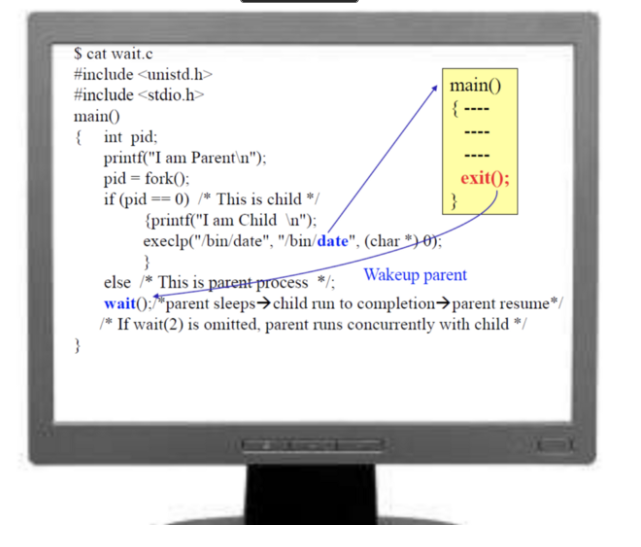 $ cat wait.c
#include <unistd.h>
#include <stdio.h>
main()
{ int pid;
printf("I am Parent\n");
pid = fork();
if (pid == 0) /* This is child */
{printf("I am Child \n");
execlp("/bin/date", "/bin/date", (char *) 0);
}
else /* This is parent process */;
wait();/*parent sleeps→child run to completion→parent resume*/
/* If wait(2) is omitted, parent runs concurrently with child */
}
main()
{ ----
----
----
exit();
}
Wakeup parent